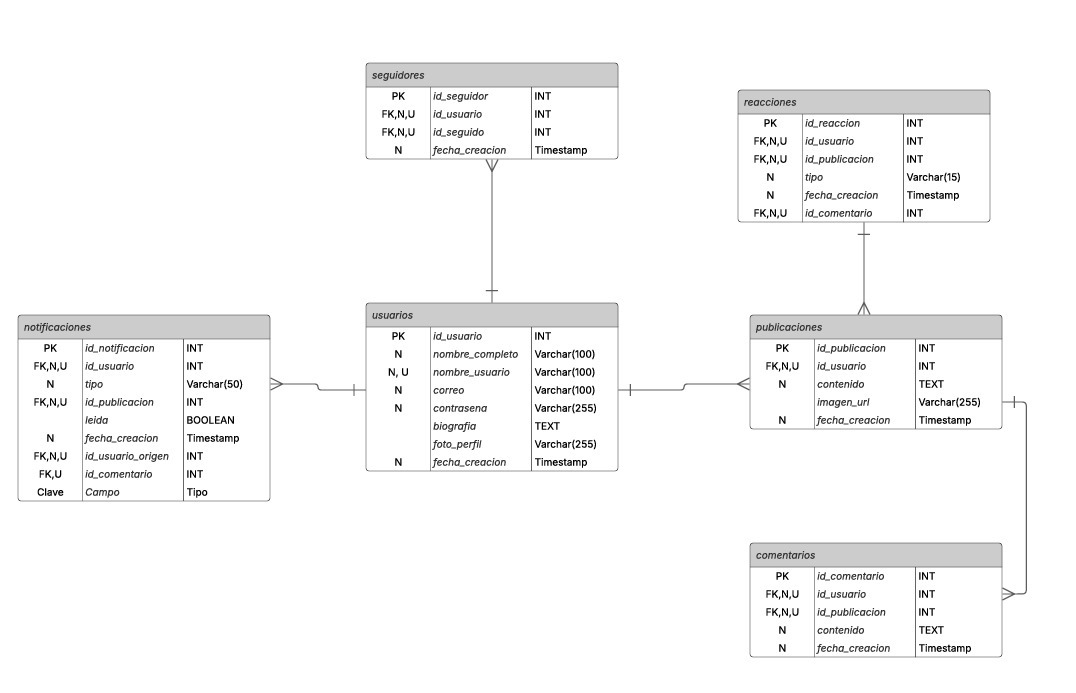 seguidores
PK id_seguidor INT
FK,N,U id_usuario INT
FK,N,U id_seguido INT
N fecha_creacion Timestamp
reacciones
PK id_reaccion INT
FK,N,U id_usuario INT
FK,N,U id_publicacion INT
N tipo Varchar(15)
N fecha_creacion Timestamp
FK,N,U id_comentario INT
notificaciones
PK id_notificacion INT
FK,N,U id_usuario INT
N tipo Varchar(50)
FK,N,U id_publicacion INT
leida BOOLEAN
N fecha_creacion Timestamp
FK,N,U id_usuario_origen INT
FK,U id_comentario INT
Clave Campo Tipo
usuarios
PK id_usuario INT
N nombre_completo Varchar(100)
N, U nombre_usuario Varchar(100)
N correo Varchar(100)
N contrasena Varchar(255)
biografia TEXT
foto_perfil Varchar(255)
N fecha_creacion Timestamp
publicaciones
PK id_publicacion INT
FK,N,U id_usuario INT
N contenido TEXT
imagen_url Varchar(255)
N fecha_creacion Timestamp
comentarios
PK id_comentario INT
FK,N,U id_usuario INT
FK,N,U id_publicacion INT
N contenido TEXT
N fecha_creacion Timestamp